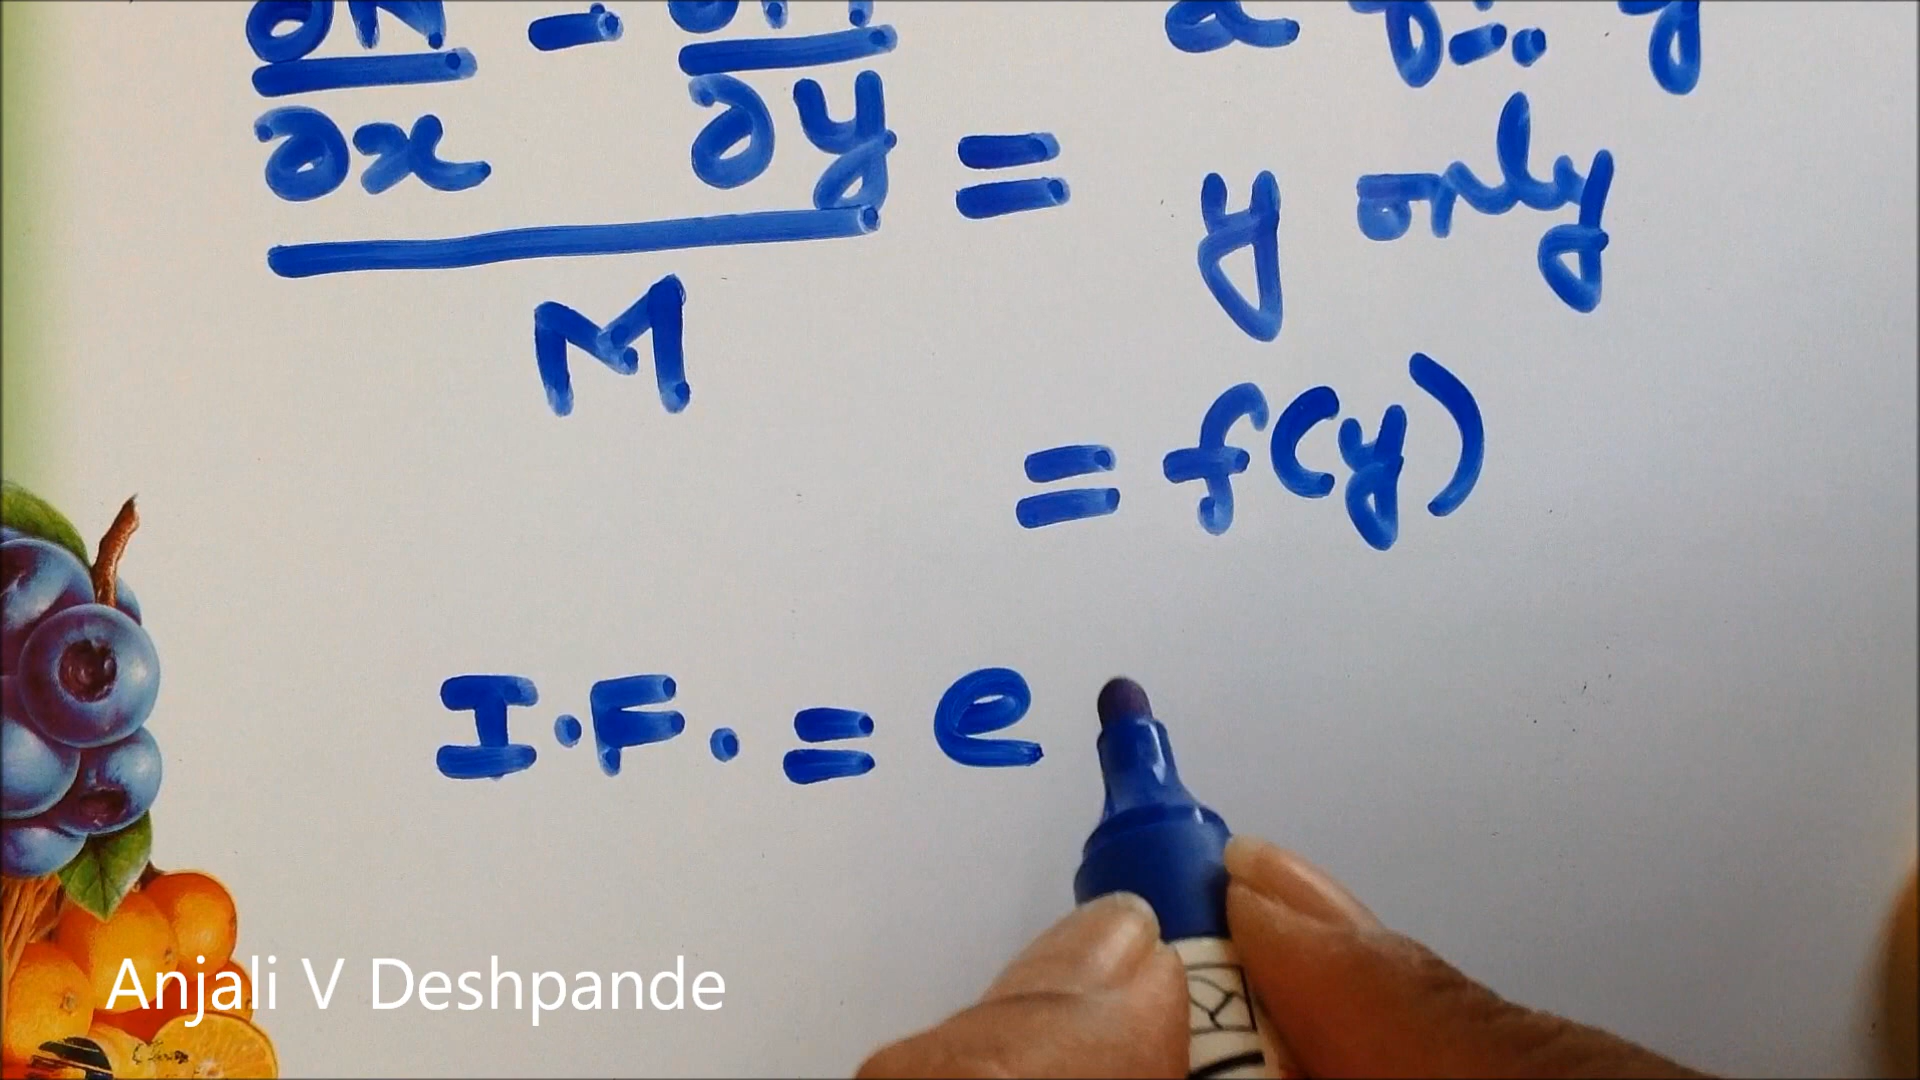 ∂N/∂x - ∂M/∂y
= y only
M
= f(y)
I.F. = e
Anjali V Deshpande